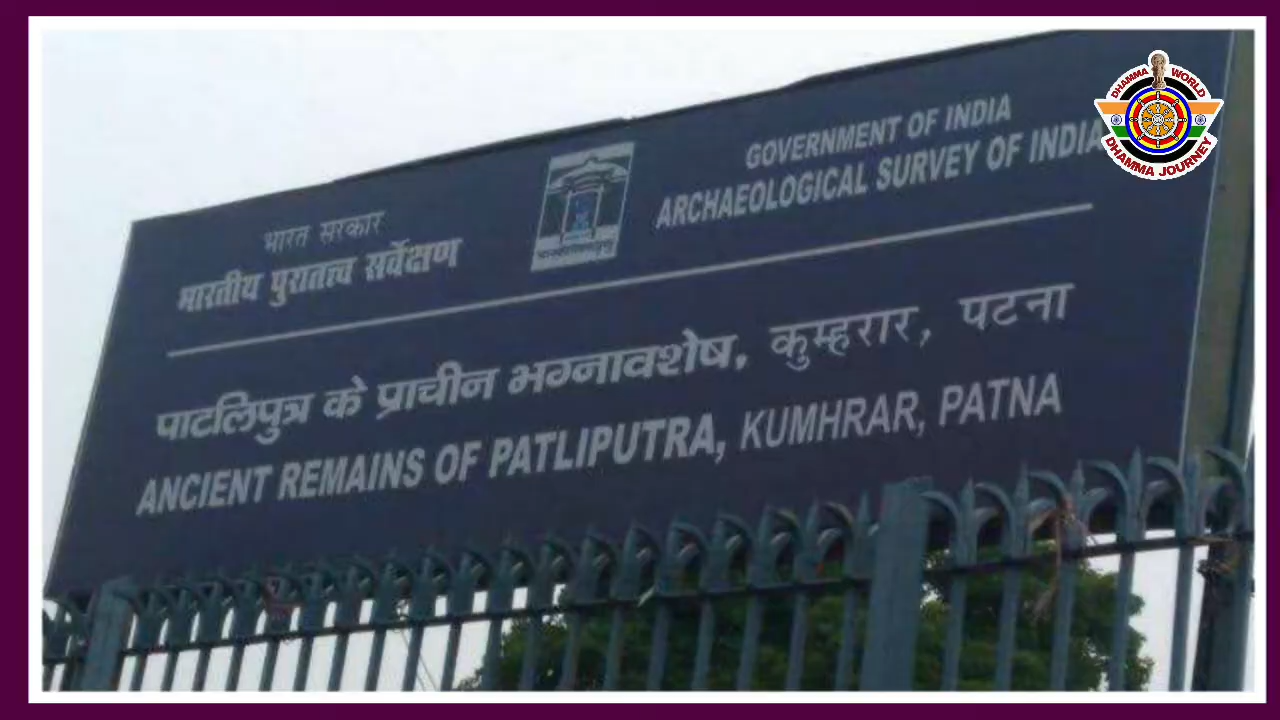 भारत सरकार
भारतीय पुरातत्त्व सर्वेक्षण
GOVERNMENT OF INDIA
ARCHAEOLOGICAL SURVEY OF INDIA
पाटलिपुत्र के प्राचीन भग्नावशेष, कुम्हरार, पटना
ANCIENT REMAINS OF PATLIPUTRA, KUMHRAR, PATNA
DHAMMA WORLD
DHAMMA JOURNEY